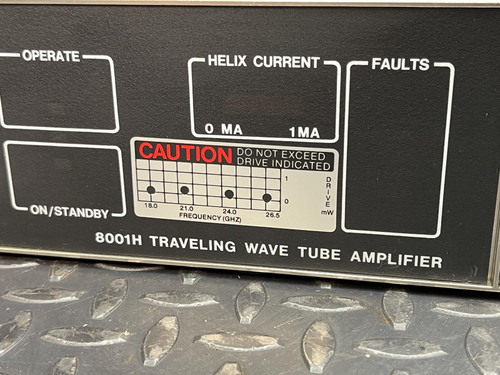 OPERATE
HELIX CURRENT
FAULTS
0 MA 1MA
CAUTION DO NOT EXCEED
DRIVE INDICATED
1
0
DRIVE
mW
18.0 21.0 24.0 26.5
FREQUENCY (GHZ)
ON/STANDBY
8001H TRAVELING WAVE TUBE AMPLIFIER